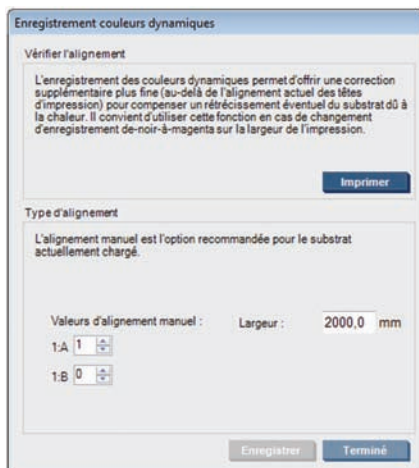 Enregistrement couleurs dynamiques
Vérifier l'alignement
L'enregistrement des couleurs dynamiques permet d'offrir une correction
supplémentaire plus fine (au-delà de l'alignement actuel des têtes
d'impression) pour compenser un rétrécissement éventuel du substrat dû à
la chaleur. Il convient d'utiliser cette fonction en cas de changement
d'enregistrement de-noir-à-magenta sur la largeur de l'impression.
Imprimer
Type d'alignement
L'alignement manuel est l'option recommandée pour le substrat
actuellement chargé.
Valeurs d'alignement manuel : Largeur : 2000,0 mm
1:A 1
1:B 0
Enregistrer Terminé